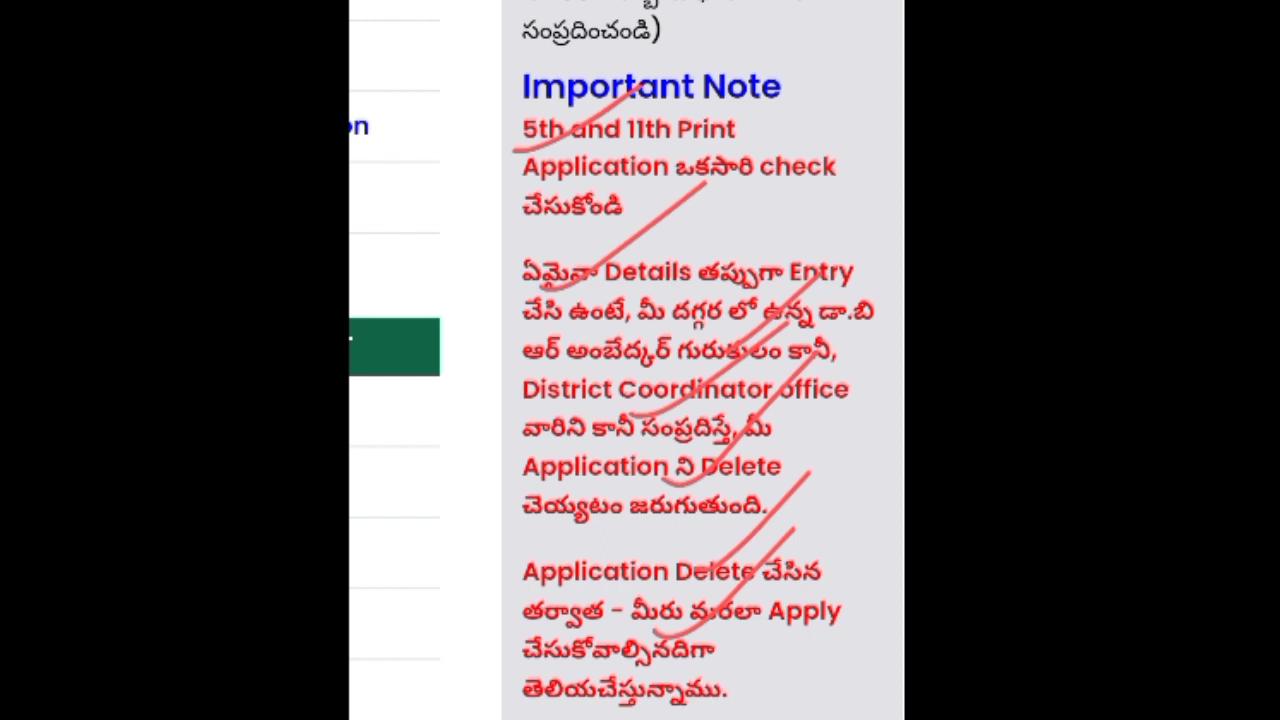 సంప్రదించండి)
Important Note
5th and 11th Print
on
Application ఒకసారి check
చేసుకోండి
ఏమైనా Details తప్పుగా Entry
చేసి ఉంటే, మీ దగ్గర లో ఉన్న డా.బి
ఆర్ అంబేద్కర్ గురుకులం కానీ,
District Coordinator office
వారిని కానీ సంప్రదిస్తే, మీ
Application ని Delete
చెయ్యటం జరుగుతుంది.
Application Delete చేసిన
తర్వాత - మీరు మరలా Apply
చేసుకోవాల్సినదిగా
తెలియచేస్తున్నాము.